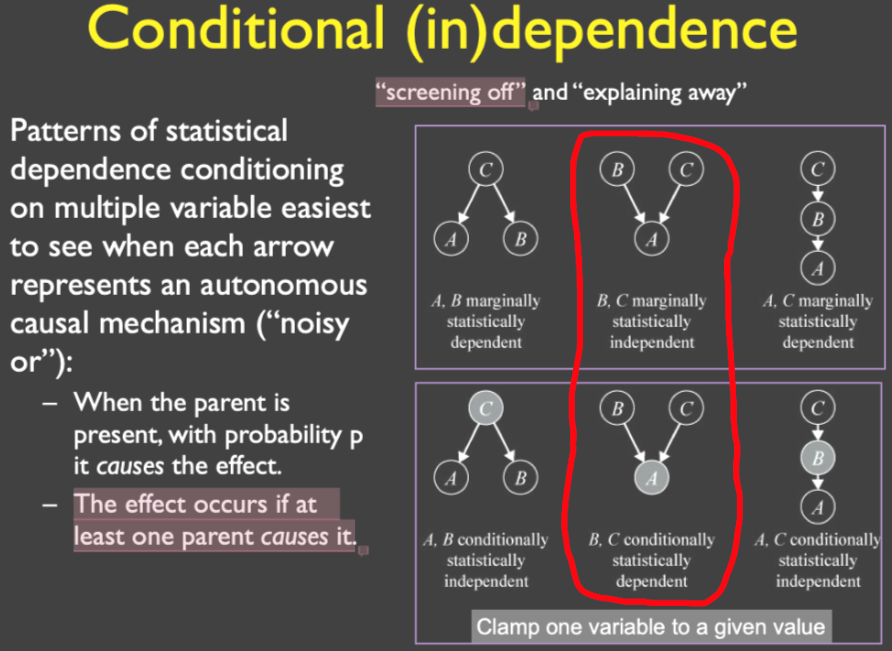 Conditional (in)dependence
“screening off” and “explaining away”
Patterns of statistical
dependence conditioning
on multiple variable easiest
to see when each arrow
represents an autonomous
causal mechanism (“noisy
or”):
– When the parent is
present, with probability p
it causes the effect.
– The effect occurs if at
least one parent causes it.
C
A B
A, B marginally
statistically
dependent
B C
A
B, C marginally
statistically
independent
C
B
A
A, C marginally
statistically
dependent
C
A B
A, B conditionally
statistically
independent
B C
A
B, C conditionally
statistically
dependent
C
B
A
A, C conditionally
statistically
independent
Clamp one variable to a given value